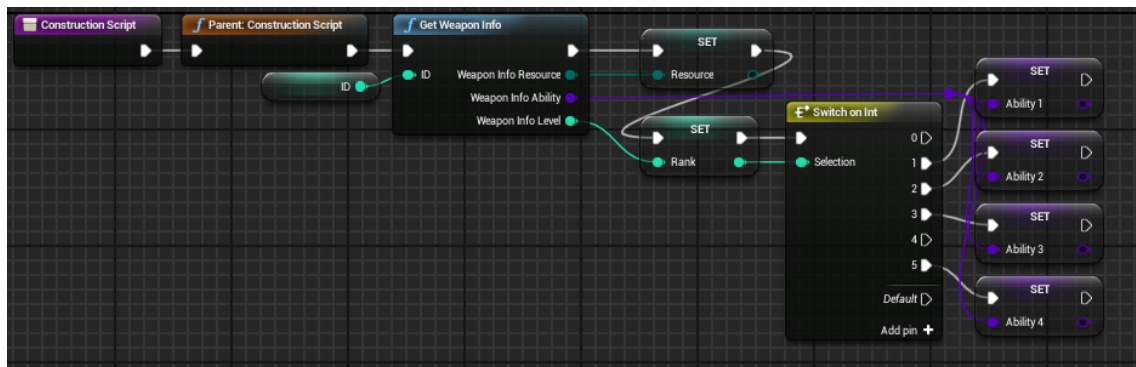 Construction Script
Parent: Construction Script
Get Weapon Info
ID
ID
Weapon Info Resource
Weapon Info Ability
Weapon Info Level
SET
Resource
SET
Rank
Switch on Int
Selection
0
1
2
3
4
5
Default
Add pin
SET
Ability 1
SET
Ability 2
SET
Ability 3
SET
Ability 4